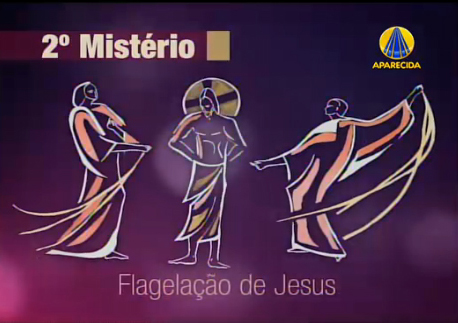 2º Mistério
APARECIDA
Flagelação de Jesus